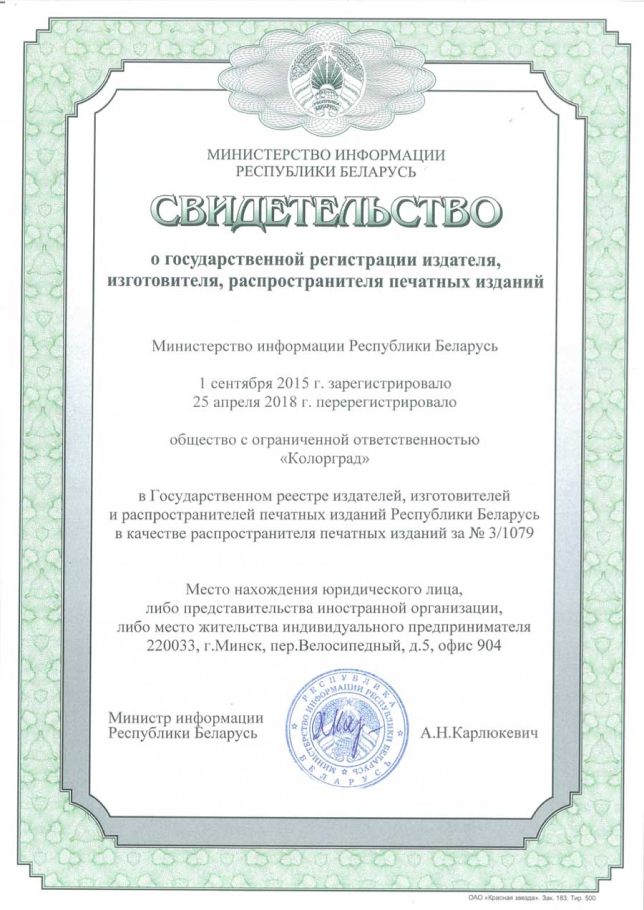 МИНИСТЕРСТВО ИНФОРМАЦИИ
РЕСПУБЛИКИ БЕЛАРУСЬ
СВИДЕТЕЛЬСТВО
о государственной регистрации издателя,
изготовителя, распространителя печатных изданий
Министерство информации Республики Беларусь
1 сентября 2015 г. зарегистрировало
25 апреля 2018 г. перерегистрировало
общество с ограниченной ответственностью
«Колорград»
в Государственном реестре издателей, изготовителей
и распространителей печатных изданий Республики Беларусь
в качестве распространителя печатных изданий за № 3/1079
Место нахождения юридического лица,
либо представительства иностранной организации,
либо место жительства индивидуального предпринимателя
220033, г.Минск, пер.Велосипедный, д.5, офис 904
Министр информации
Республики Беларусь
РЕСПУБЛИКА БЕЛАРУСЬ
МИНИСТЕРСТВО ИНФОРМАЦИИ РЕСПУБЛИКИ БЕЛАРУСЬ
А.Н.Карлюкевич
ОАО «Красная звезда». Зак. 183. Тир. 500